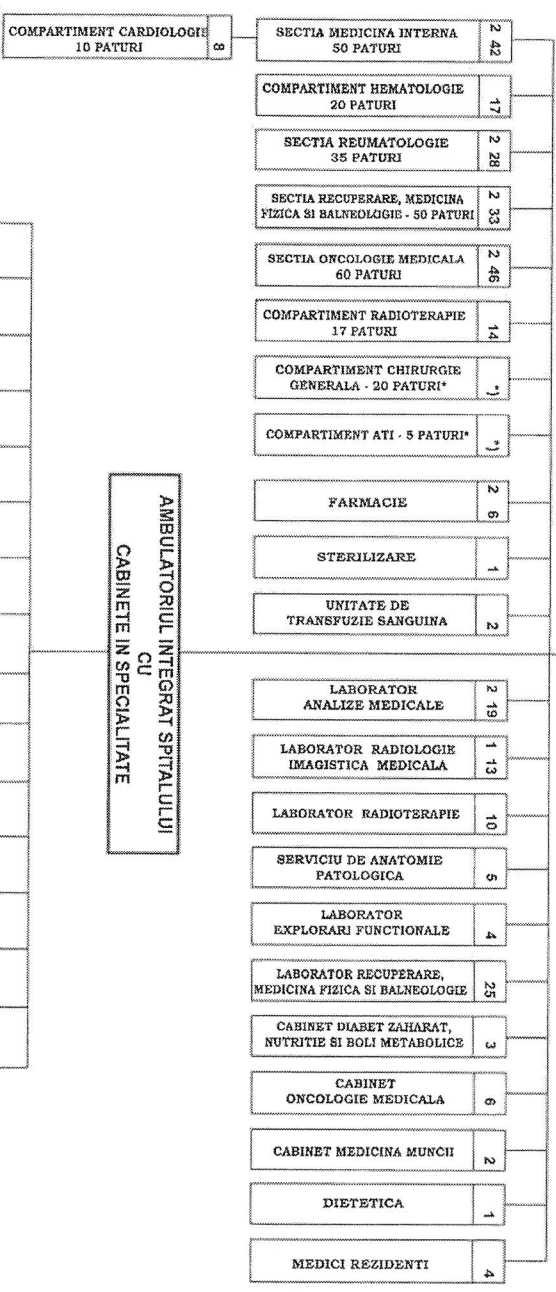 COMPARTIMENT CARDIOLOGIE
10 PATURI
8
SECTIA MEDICINA INTERNA
50 PATURI
2 42
COMPARTIMENT HEMATOLOGIE
20 PATURI
17
SECTIA REUMATOLOGIE
35 PATURI
2 28
SECTIA RECUPERARE, MEDICINA
FIZICA SI BALNEOLOGIE - 50 PATURI
2 33
SECTIA ONCOLOGIE MEDICALA
60 PATURI
2 46
COMPARTIMENT RADIOTERAPIE
17 PATURI
14
COMPARTIMENT CHIRURGIE
GENERALA - 20 PATURI*
*)
COMPARTIMENT ATI - 5 PATURI*
*)
FARMACIE
2 6
STERILIZARE
1
UNITATE DE
TRANSFUZIE SANGUINA
2
AMBULATORIUL INTEGRAT SPITALULUI
CU
CABINETE IN SPECIALITATE
LABORATOR
ANALIZE MEDICALE
2 19
LABORATOR RADIOLOGIE
IMAGISTICA MEDICALA
1 13
LABORATOR RADIOTERAPIE
10
SERVICIU DE ANATOMIE
PATOLOGICA
5
LABORATOR
EXPLORARI FUNCTIONALE
4
LABORATOR RECUPERARE,
MEDICINA FIZICA SI BALNEOLOGIE
25
CABINET DIABET ZAHARAT,
NUTRITIE SI BOLI METABOLICE
3
CABINET
ONCOLOGIE MEDICALA
6
CABINET MEDICINA MUNCII
2
DIETETICA
1
MEDICI REZIDENTI
4